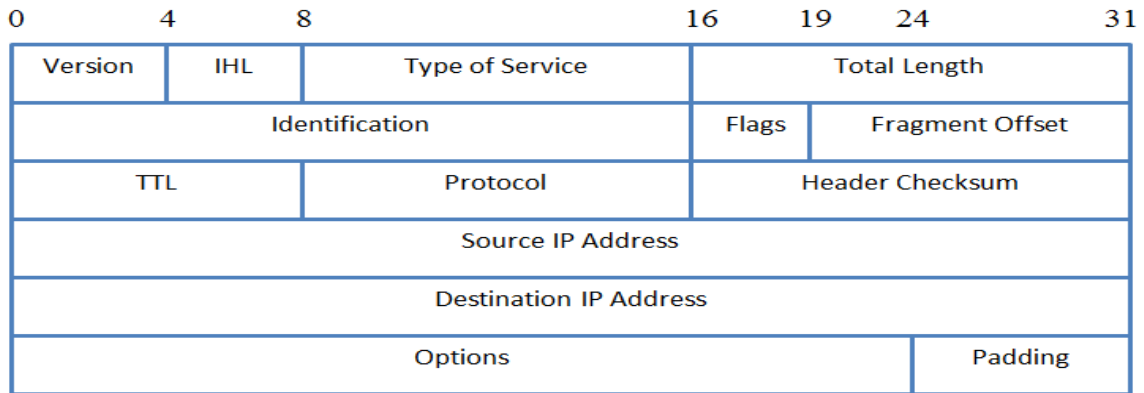 0 4 8 16 19 24 31
Version IHL Type of Service Total Length
Identification Flags Fragment Offset
TTL Protocol Header Checksum
Source IP Address
Destination IP Address
Options Padding